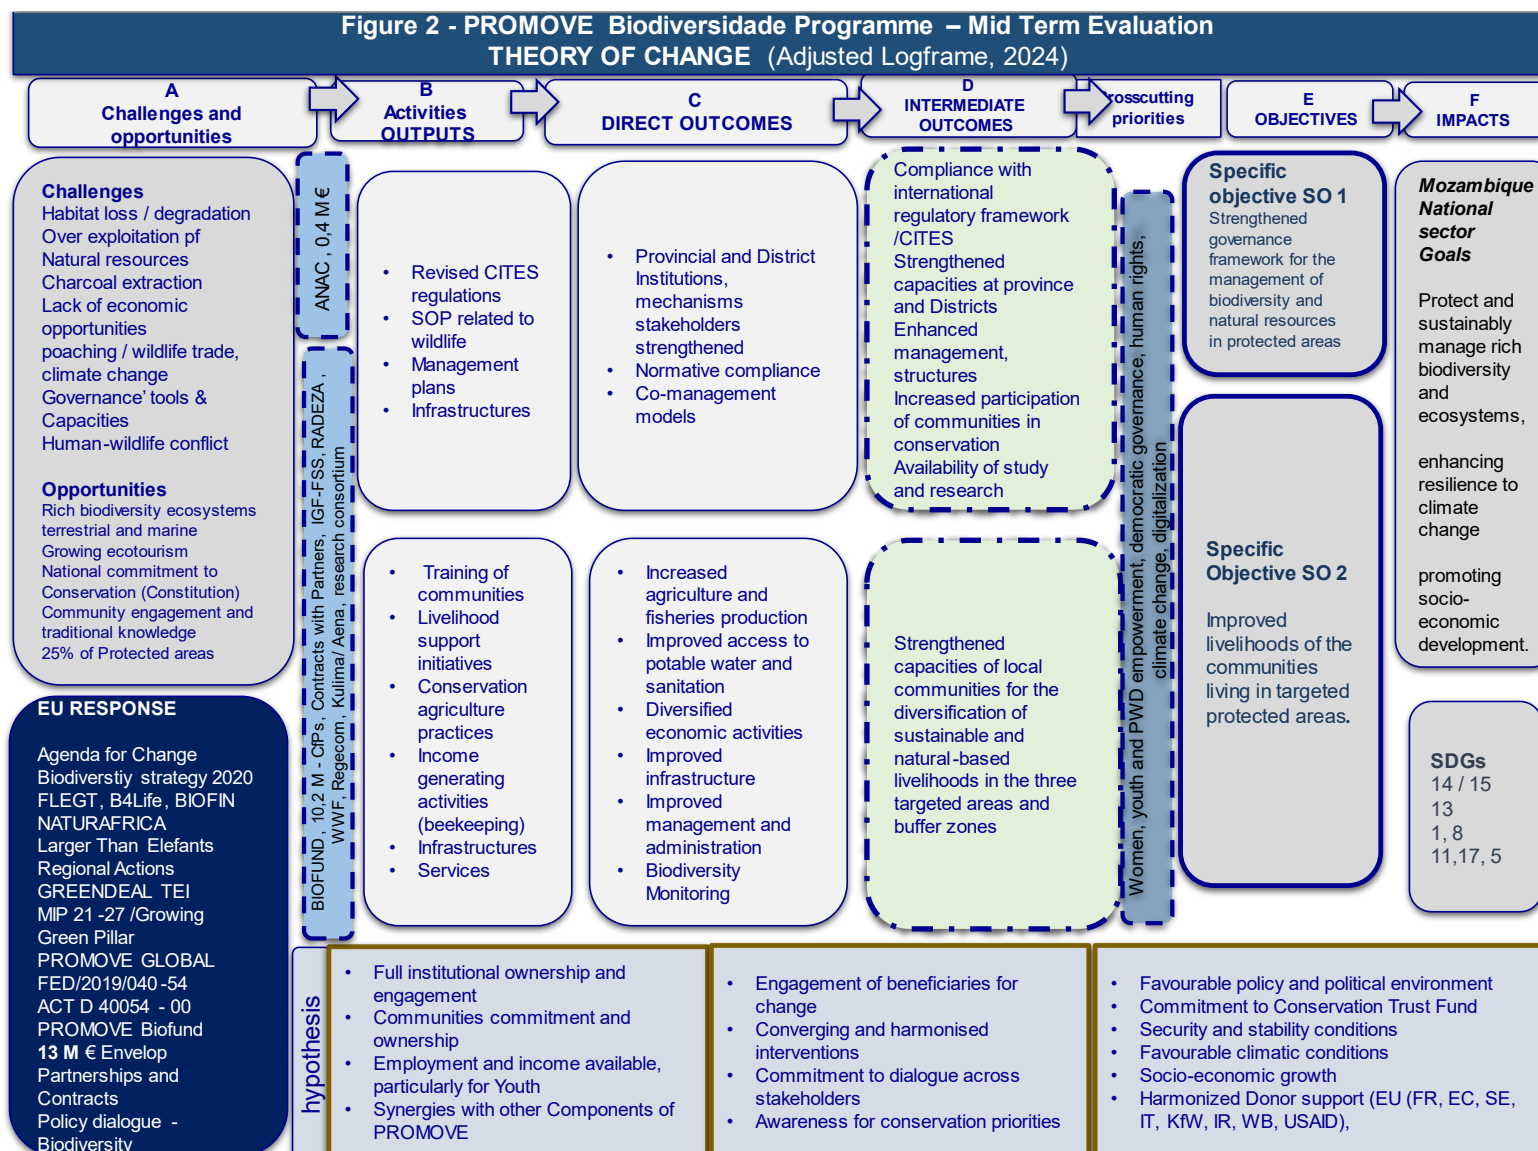 Figure 2 - PROMOVE Biodiversidade Programme – Mid Term Evaluation
THEORY OF CHANGE (Adjusted Logframe, 2024)
A
Challenges and
opportunities
B
Activities
OUTPUTS
C
DIRECT OUTCOMES
D
INTERMEDIATE
OUTCOMES
rosscutting
priorities
E
OBJECTIVES
F
IMPACTS
Challenges
Habitat loss / degradation
Over exploitation pf
Natural resources
Charcoal extraction
Lack of economic
opportunities
poaching / wildlife trade,
climate change
Governance' tools &
Capacities
Human-wildlife conflict
Opportunities
Rich biodiversity ecosystems
terrestrial and marine
Growing ecotourism
National commitment to
Conservation (Constitution)
Community engagement and
traditional knowledge
25% of Protected areas
EU RESPONSE
Agenda for Change
Biodiverstiy strategy 2020
FLEGT, B4Life, BIOFIN
NATURAFRICA
Larger Than Elefants
Regional Actions
GREENDEAL TEI
MIP 21 -27 /Growing
Green Pillar
PROMOVE GLOBAL
FED/2019/040 -54
ACT D 40054 - 00
PROMOVE Biofund
13 M € Envelop
Partnerships and
Contracts
Policy dialogue -
Biodiversity
ANAC , 0,4 M €
BIOFUND, 10,2 M - CfPs, Contracts with Partners, IGF-FSS, RADEZA ,
WWF, Regecom, Kulima/ Aena, research consortium
• Revised CITES
regulations
• SOP related to
wildlife
• Management
plans
• Infrastructures
• Training of
communities
• Livelihood
support
initiatives
• Conservation
agriculture
practices
• Income
generating
activities
(beekeeping)
• Infrastructures
• Services
• Provincial and District
Institutions,
mechanisms
stakeholders
strengthened
• Normative compliance
• Co-management
models
• Increased
agriculture and
fisheries production
• Improved access to
potable water and
sanitation
• Diversified
economic activities
• Improved
infrastructure
• Improved
management and
administration
• Biodiversity
Monitoring
Compliance with
international
regulatory framework
/CITES
Strengthened
capacities at province
and Districts
Enhanced
management,
structures
Increased participation
of communities in
conservation
Availability of study
and research
Strengthened
capacities of local
communities for the
diversification of
sustainable and
natural-based
livelihoods in the three
targeted areas and
buffer zones
Women, youth and PWD empowerment, democratic governance, human rights,
climate change, digitalization
Specific
objective SO 1
Strengthened
governance
framework for the
management of
biodiversity and
natural resources
in protected areas
Specific
Objective SO 2
Improved
livelihoods of the
communities
living in targeted
protected areas.
Mozambique
National
sector
Goals
Protect and
sustainably
manage rich
biodiversity
and
ecosystems,
enhancing
resilience to
climate
change
promoting
socio-
economic
development.
SDGs
14 / 15
13
1, 8
11,17, 5
hypothesis
• Full institutional ownership and
engagement
• Communities commitment and
ownership
• Employment and income available,
particularly for Youth
• Synergies with other Components of
PROMOVE
• Engagement of beneficiaries for
change
• Converging and harmonised
interventions
• Commitment to dialogue across
stakeholders
• Awareness for conservation priorities
• Favourable policy and political environment
• Commitment to Conservation Trust Fund
• Security and stability conditions
• Favourable climatic conditions
• Socio-economic growth
• Harmonized Donor support (EU (FR, EC, SE,
IT, KfW, IR, WB, USAID),